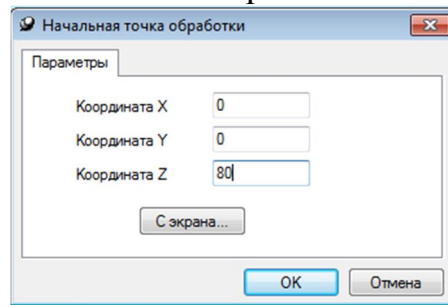 Начальная точка обработки
Параметры
Координата X 0
Координата Y 0
Координата Z 80
С экрана...
OK Отмена